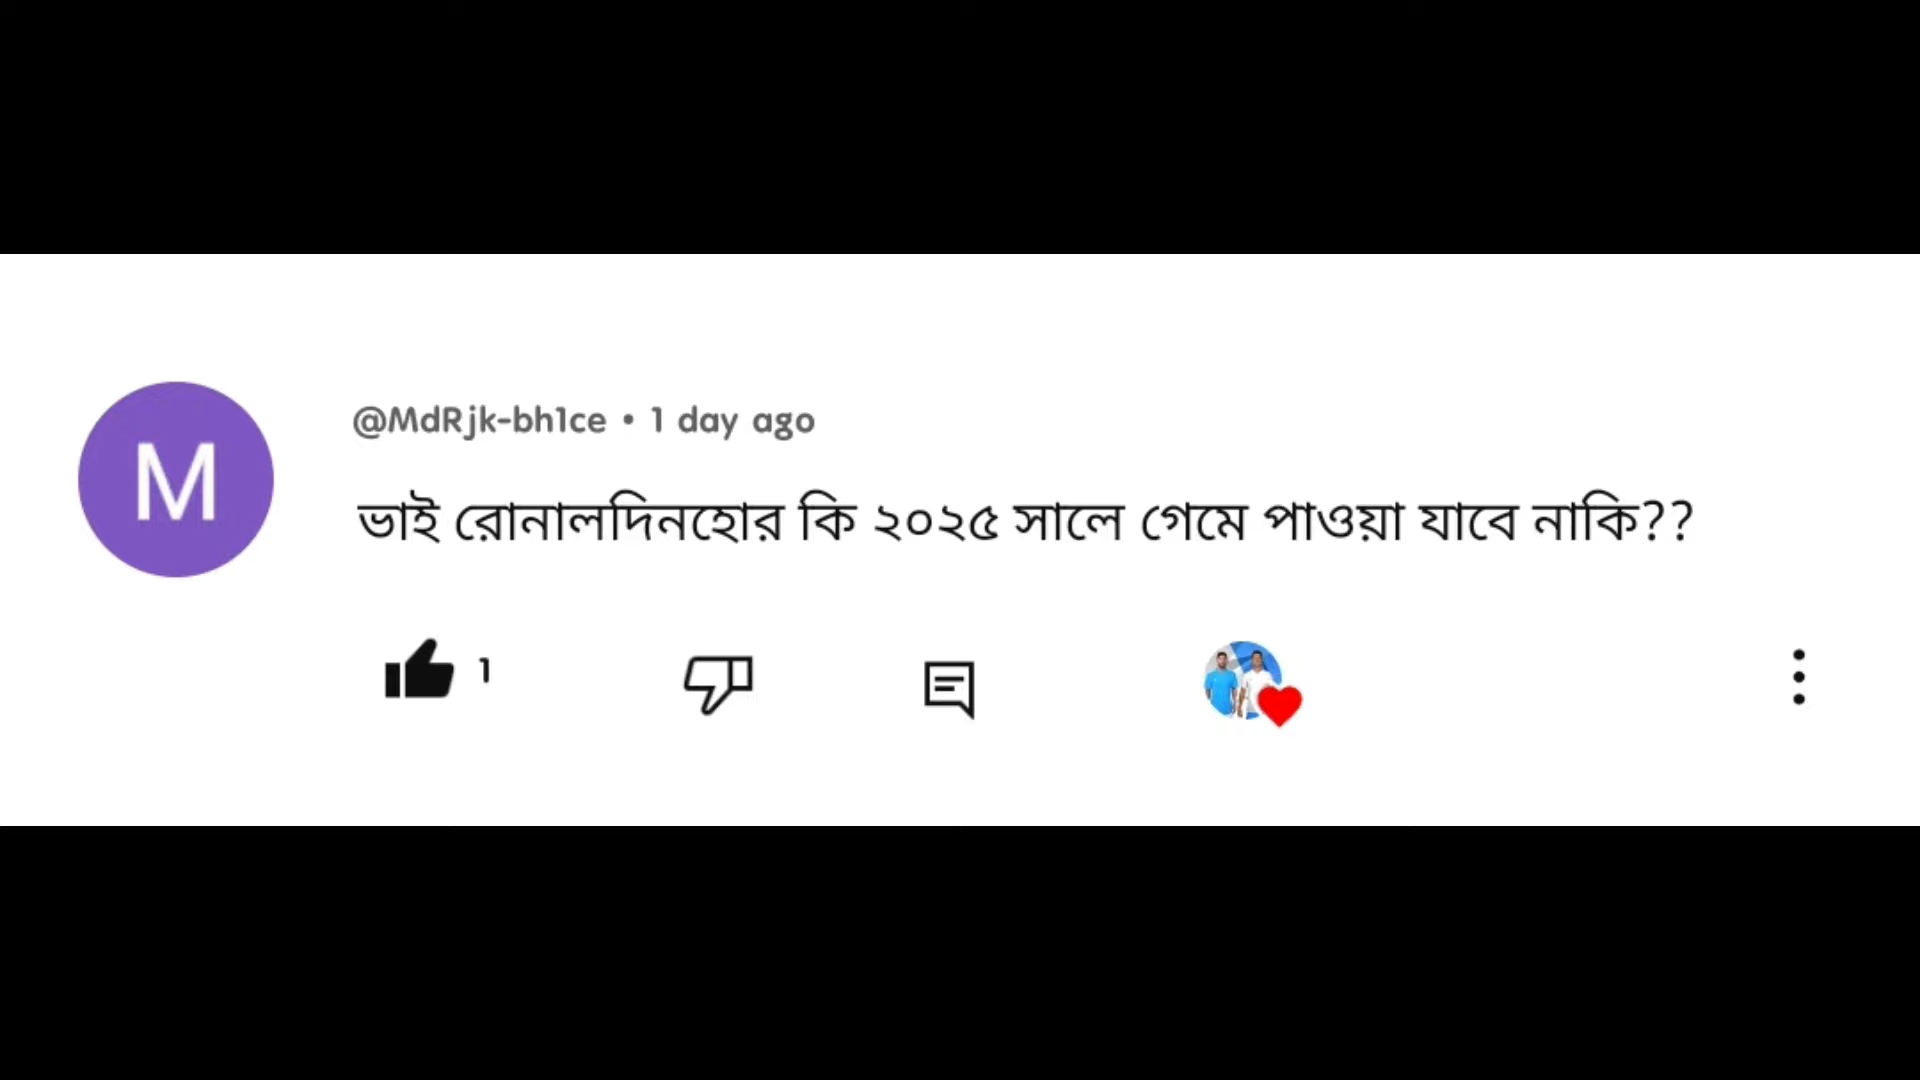 M
@MdRjk-bh1ce • 1 day ago
ভাই রোনালদিনহোর কি ২০২৫ সালে গেমে পাওয়া যাবে নাকি??
1